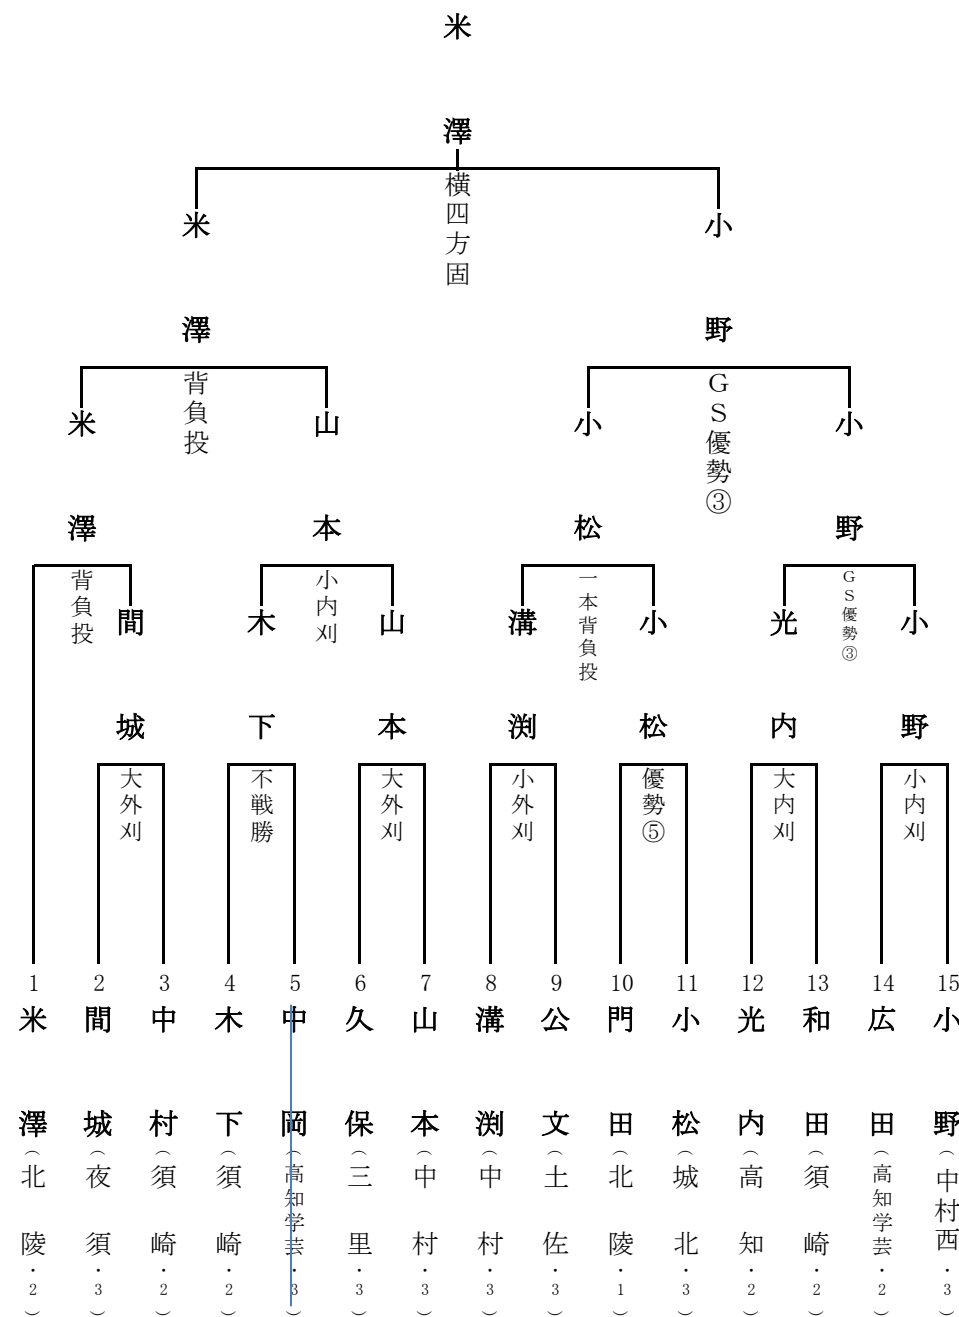 米澤
横四方固
米澤
小野
背負投
GS優勢③
米澤
山本
小松
小野
背負投
小内刈
一本背負投
GS優勢③
間城
木下
山本
溝渕
小松
光内
小野
大外刈
不戦勝
大外刈
小外刈
優勢⑤
大内刈
小内刈
1 米澤（北陵・2）
2 間城（夜須・3）
3 中村（須崎・2）
4 木下（須崎・2）
5 中岡（高知学芸・3）
6 久保（三里・3）
7 山本（中村・3）
8 溝渕（中村・3）
9 公文（土佐・3）
10 門田（北陵・1）
11 小松（城北・3）
12 光内（高知・2）
13 和田（須崎・2）
14 広田（高知学芸・2）
15 小野（中村西・3）